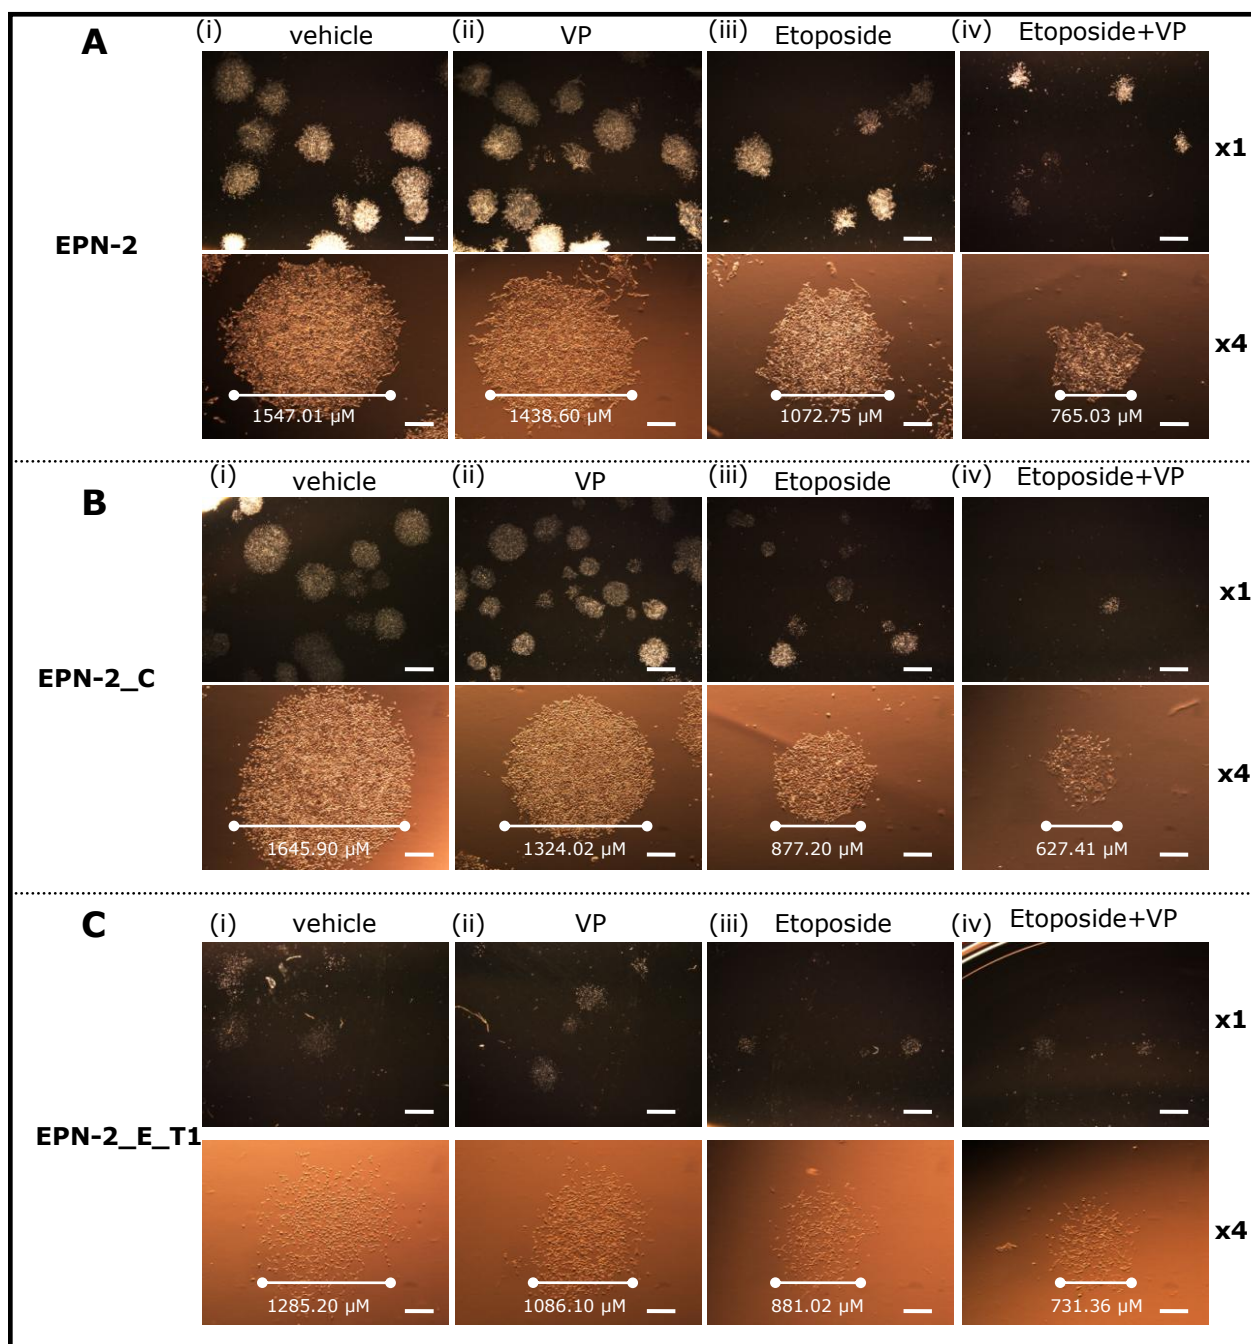 A
(i) vehicle (ii) VP (iii) Etoposide (iv) Etoposide+VP
x1
EPN-2
x4
1547.01 µM 1438.60 µM 1072.75 µM 765.03 µM
B
(i) vehicle (ii) VP (iii) Etoposide (iv) Etoposide+VP
x1
EPN-2_C
x4
1645.90 µM 1324.02 µM 877.20 µM 627.41 µM
C
(i) vehicle (ii) VP (iii) Etoposide (iv) Etoposide+VP
x1
EPN-2_E_T1
x4
1285.20 µM 1086.10 µM 881.02 µM 731.36 µM